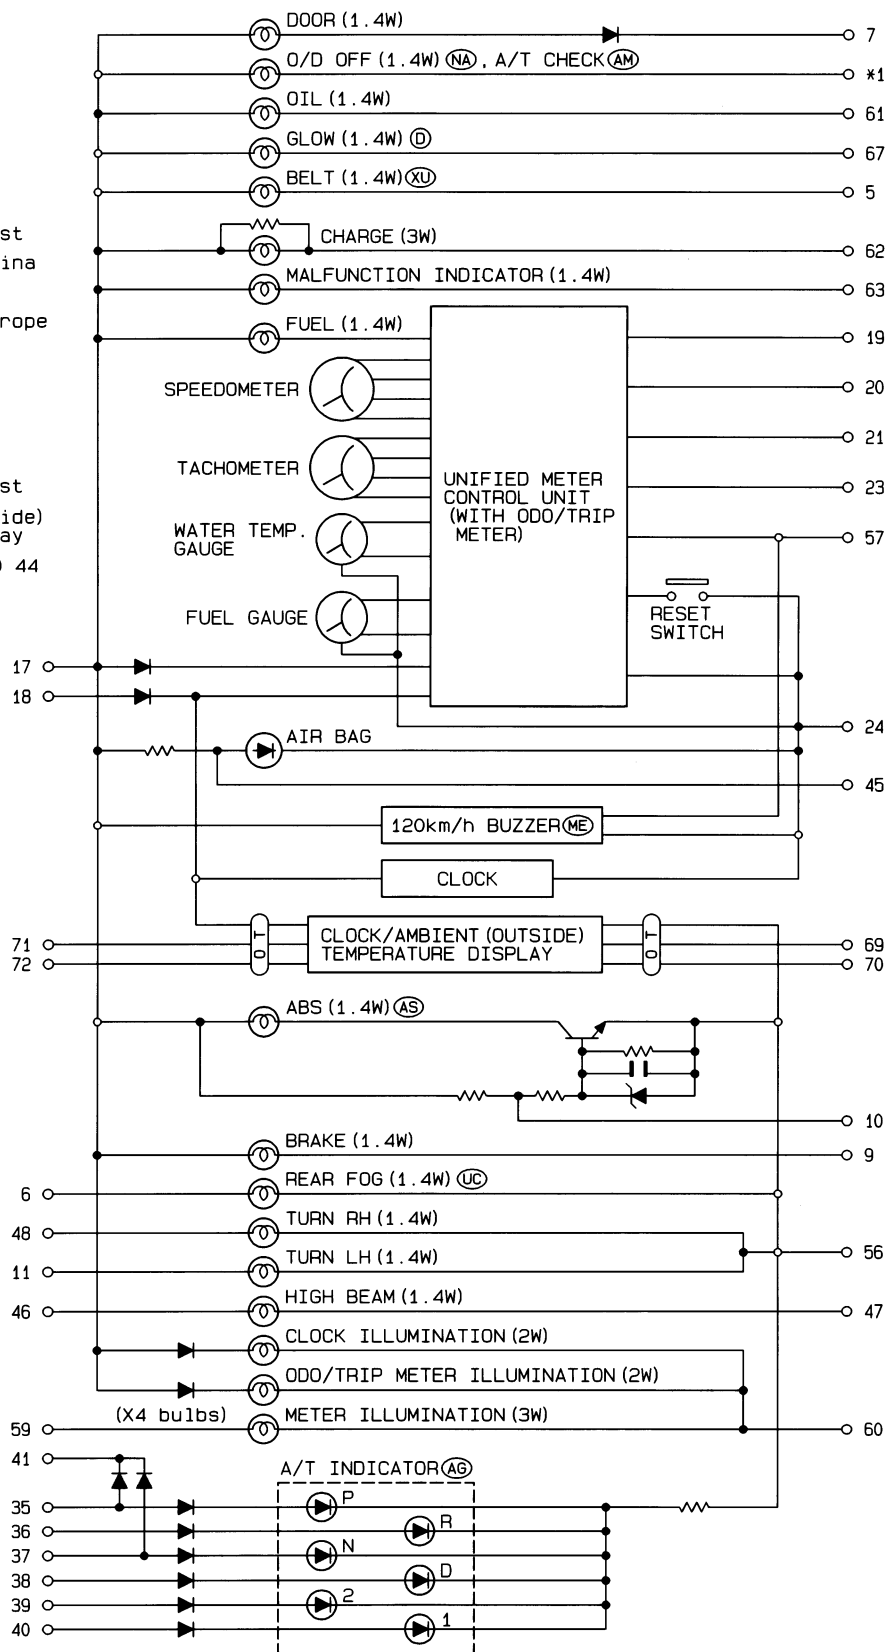 DOOR (1.4W) 7
O/D OFF (1.4W) NA , A/T CHECK AM *1
OIL (1.4W) 61
GLOW (1.4W) D 67
BELT (1.4W) XU 5
st
CHARGE (3W) 62
ina
MALFUNCTION INDICATOR (1.4W) 63
rope
FUEL (1.4W) 19
SPEEDOMETER 20
21
TACHOMETER
UNIFIED METER
CONTROL UNIT
(WITH ODO/TRIP
METER)
st 23
ide)
ay
WATER TEMP.
GAUGE
57
44
RESET
SWITCH
FUEL GAUGE
17
18
24
AIR BAG
45
120km/h BUZZER ME
CLOCK
71 OT CLOCK/AMBIENT (OUTSIDE) OT 69
72 TEMPERATURE DISPLAY 70
ABS (1.4W) AS
10
BRAKE (1.4W) 9
6 REAR FOG (1.4W) UC
48 TURN RH (1.4W)
56
11 TURN LH (1.4W)
46 HIGH BEAM (1.4W) 47
CLOCK ILLUMINATION (2W)
ODO/TRIP METER ILLUMINATION (2W)
59 (X4 bulbs) METER ILLUMINATION (3W) 60
41
A/T INDICATOR AG
35 P
36 R
37 N
38 D
39 2
40 1